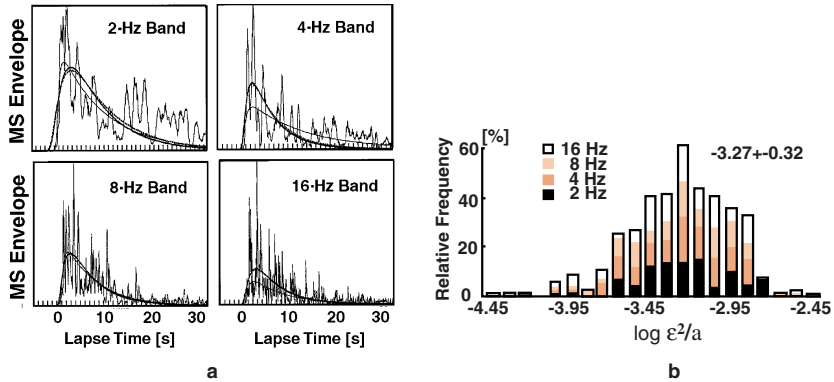 MS Envelope
2-Hz Band
4-Hz Band
MS Envelope
8-Hz Band
16-Hz Band
0 10 20 30
0 10 20 30
Lapse Time [s]
Lapse Time [s]
a
[%]
Relative Frequency
60
40
20
0
16 Hz
8 Hz
4 Hz
2 Hz
-3.27+-0.32
-4.45 -3.95 -3.45 -2.95 -2.45
log ε²/a
b